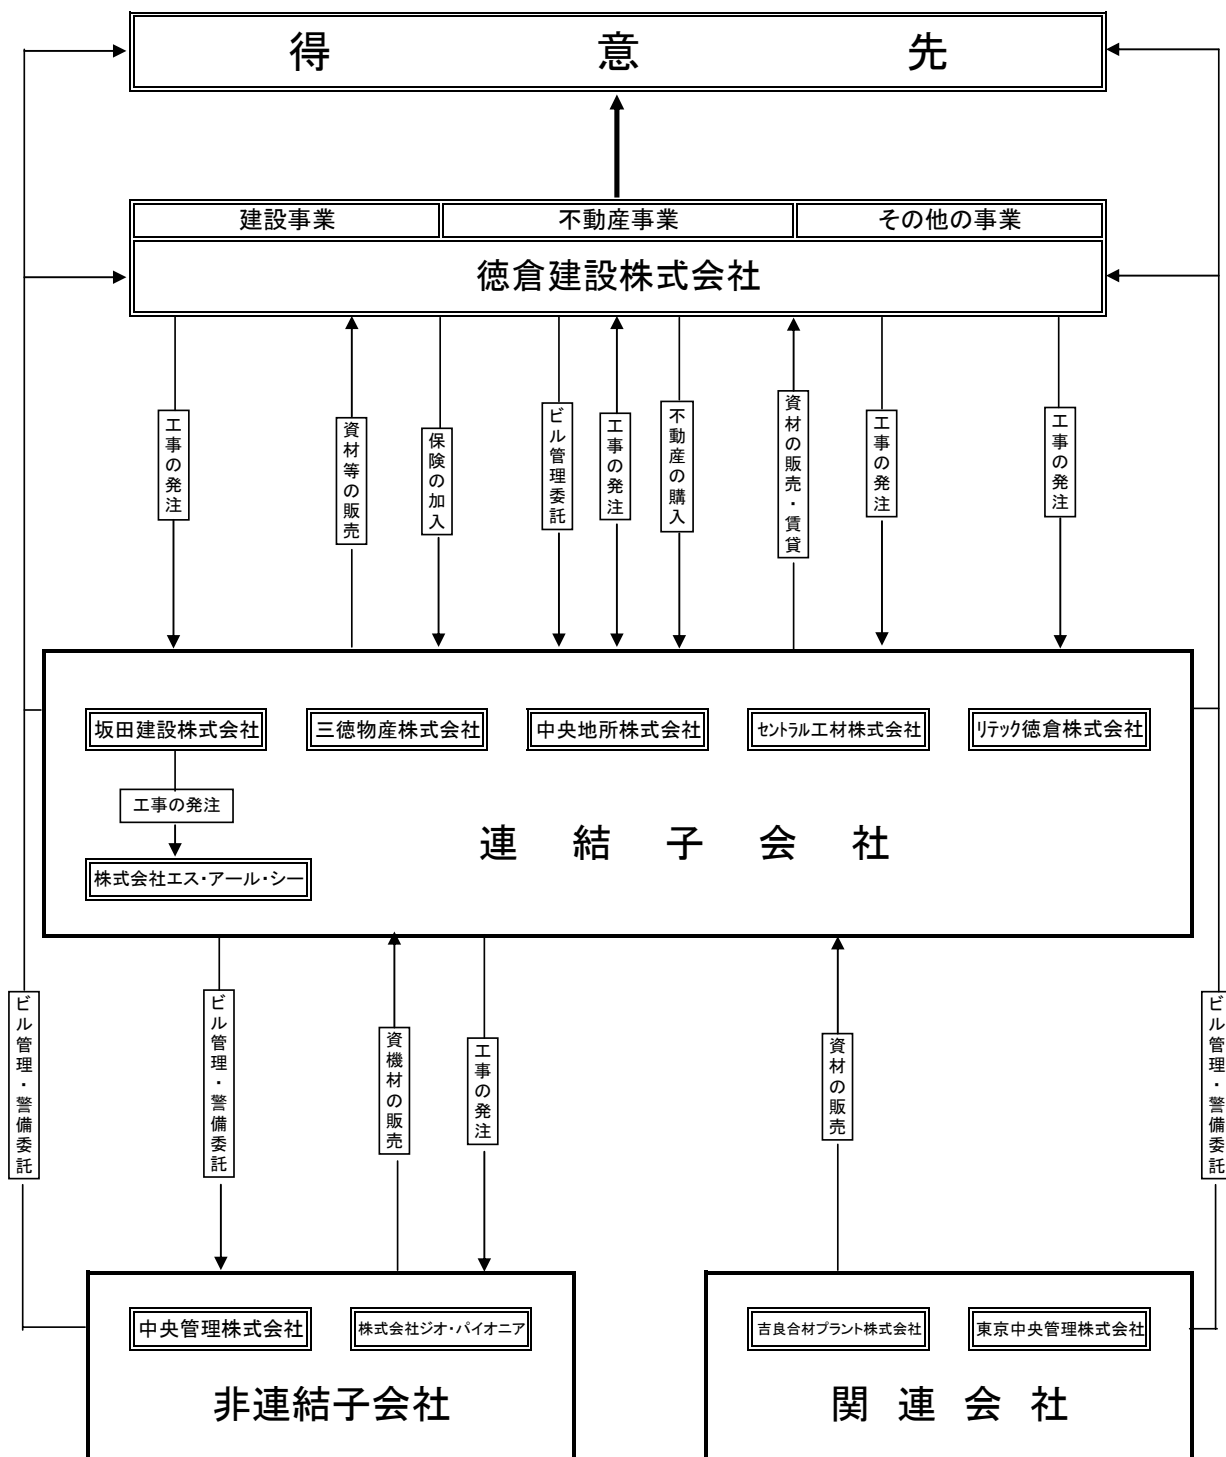 得意先
建設事業
不動産事業
その他の事業
徳倉建設株式会社
工事の発注
資材等の販売
保険の加入
ビル管理委託
工事の発注
不動産の購入
資材の販売・賃貸
工事の発注
工事の発注
坂田建設株式会社
三徳物産株式会社
中央地所株式会社
セントラル工材株式会社
リテック徳倉株式会社
工事の発注
連結子会社
株式会社エス・アール・シー
ビル管理・警備委託
ビル管理・警備委託
資機材の販売
工事の発注
資材の販売
ビル管理・警備委託
中央管理株式会社
株式会社ジオ・パイオニア
吉良合材プラント株式会社
東京中央管理株式会社
非連結子会社
関連会社